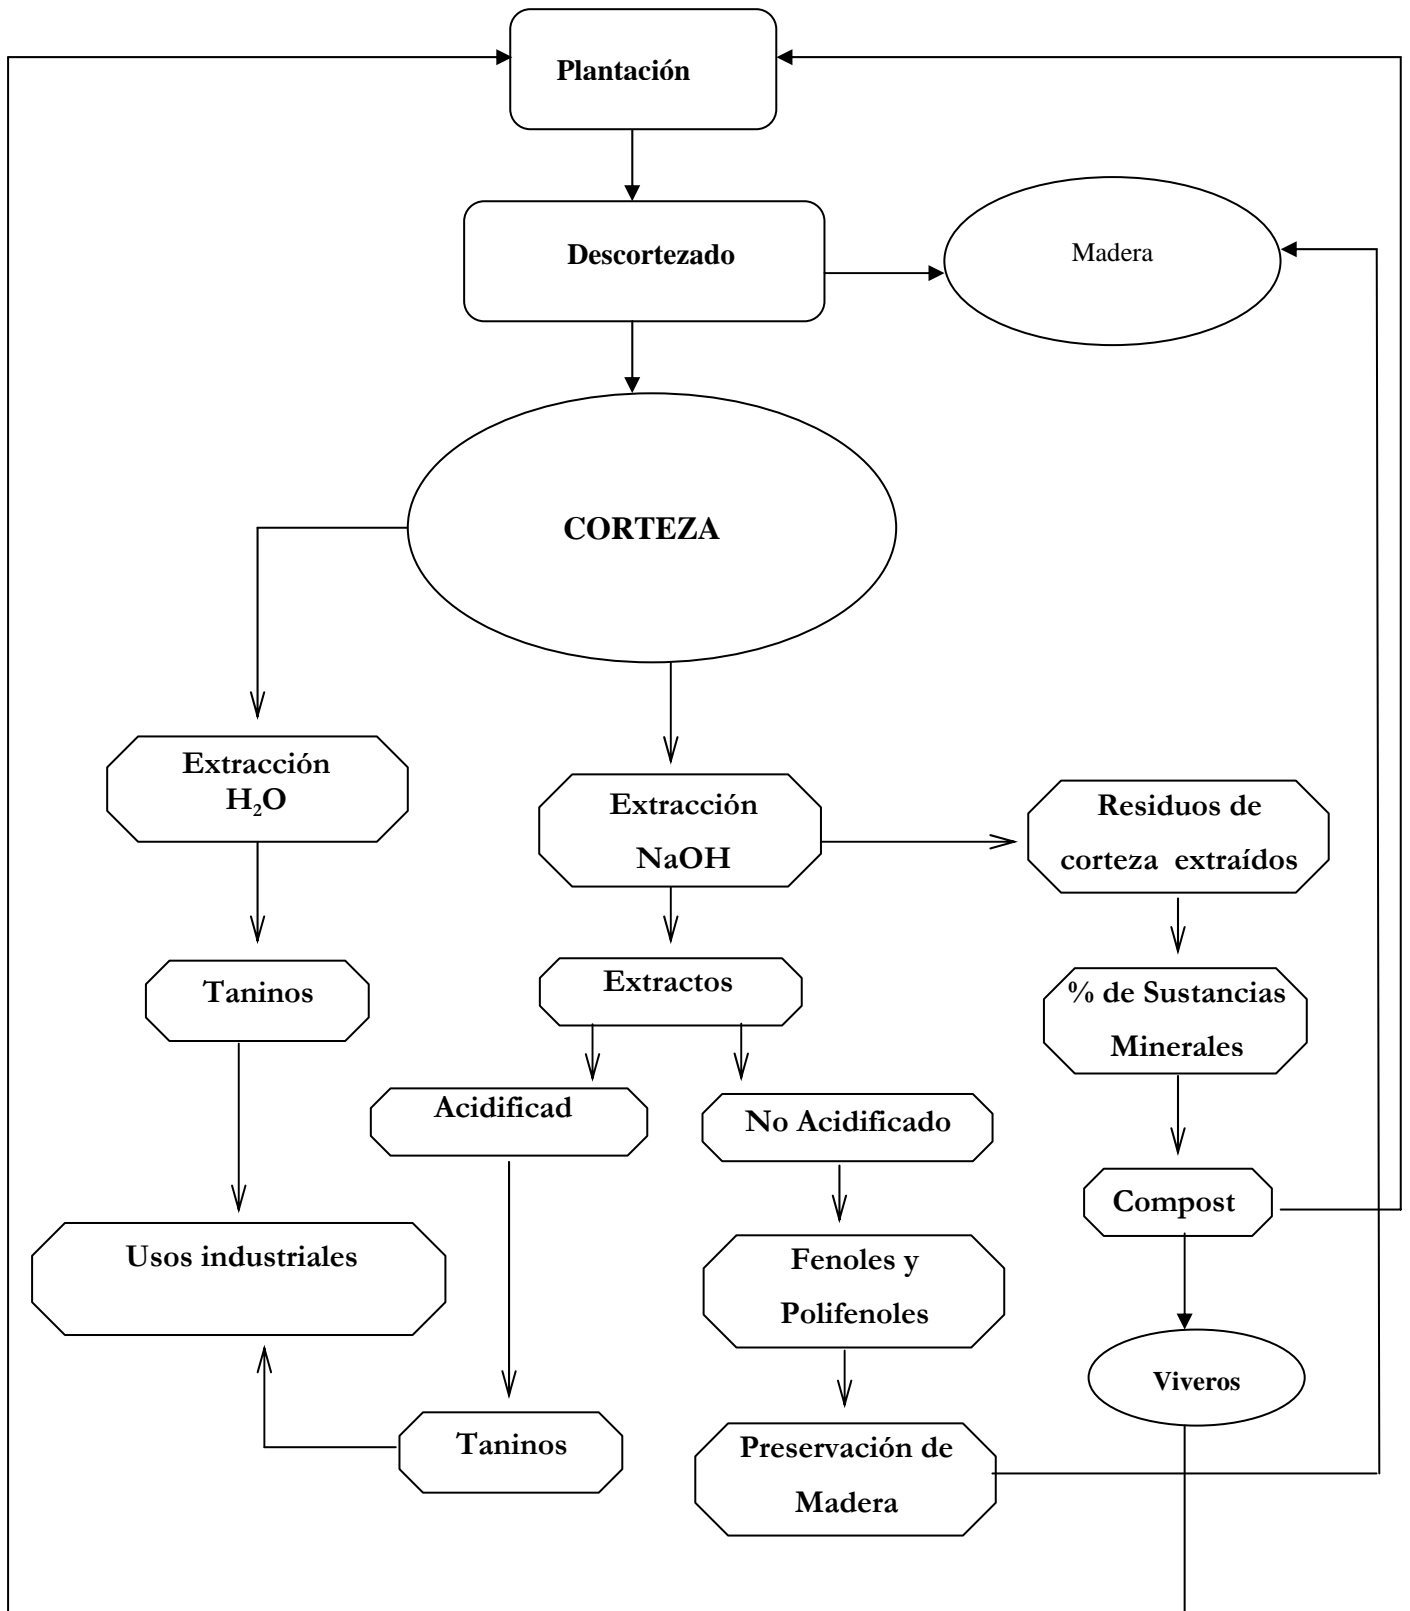 Plantación
Descortezado
Madera
CORTEZA
Extracción
H₂O
Extracción
NaOH
Residuos de
corteza extraídos
Taninos
Extractos
% de Sustancias
Minerales
Acidificad
No Acidificado
Compost
Usos industriales
Fenoles y
Polifenoles
Viveros
Taninos
Preservación de
Madera